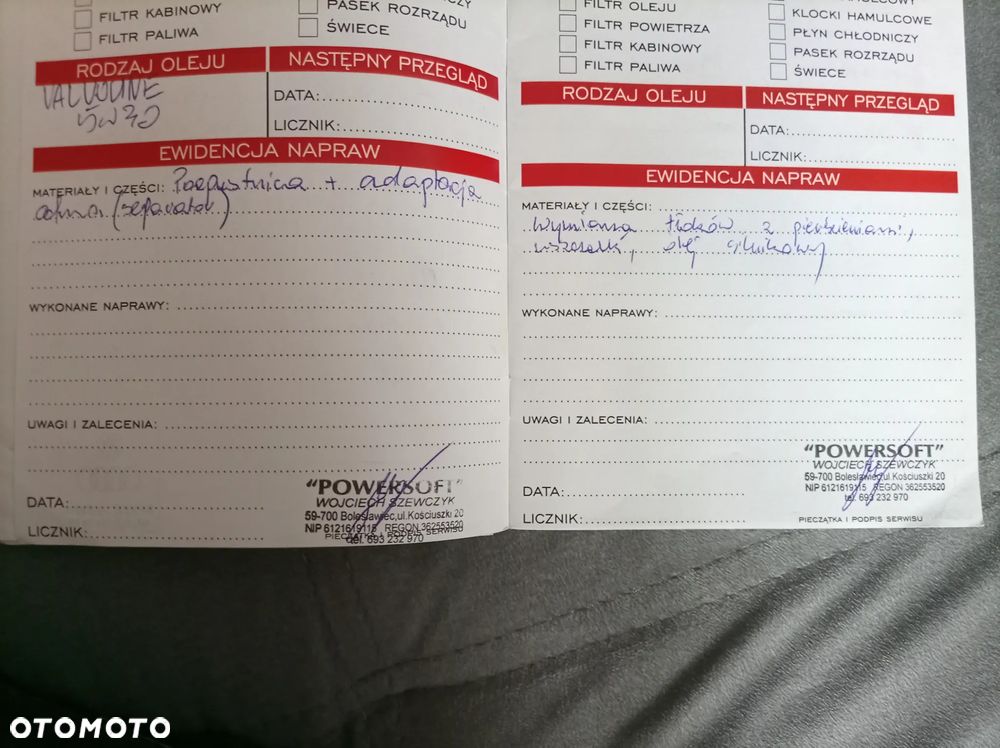 FILTR KABINOWY
FILTR PALIWA
PASEK ROZRZĄDU
ŚWIECE
RODZAJ OLEJU
NASTĘPNY PRZEGLĄD
VALVOLINE
5W30
DATA:
LICZNIK:
EWIDENCJA NAPRAW
MATERIAŁY I CZĘŚCI: Przepustnica + adaptacja
odma (separator)
WYKONANE NAPRAWY:
UWAGI I ZALECENIA:
DATA:
LICZNIK:
"POWERSOFT"
WOJCIECH SZEWCZYK
59-700 Bolesławiec, ul. Kościuszki 20
NIP 6121619115 REGON 362553520
tel. 693 232 970
PIECZĄTKA I PODPIS SERWISU
FILTR OLEJU
FILTR POWIETRZA
FILTR KABINOWY
FILTR PALIWA
KLOCKI HAMULCOWE
PŁYN CHŁODNICZY
PASEK ROZRZĄDU
ŚWIECE
RODZAJ OLEJU
NASTĘPNY PRZEGLĄD
DATA:
LICZNIK:
EWIDENCJA NAPRAW
MATERIAŁY I CZĘŚCI:
Wymiana tłoków z pierścieniami,
uszczelki, olej silnikowy
WYKONANE NAPRAWY:
UWAGI I ZALECENIA:
DATA:
LICZNIK:
"POWERSOFT"
WOJCIECH SZEWCZYK
59-700 Bolesławiec, ul. Kościuszki 20
NIP 6121619115 REGON 362553520
tel. 693 232 970
PIECZĄTKA I PODPIS SERWISU
OTOMOTO